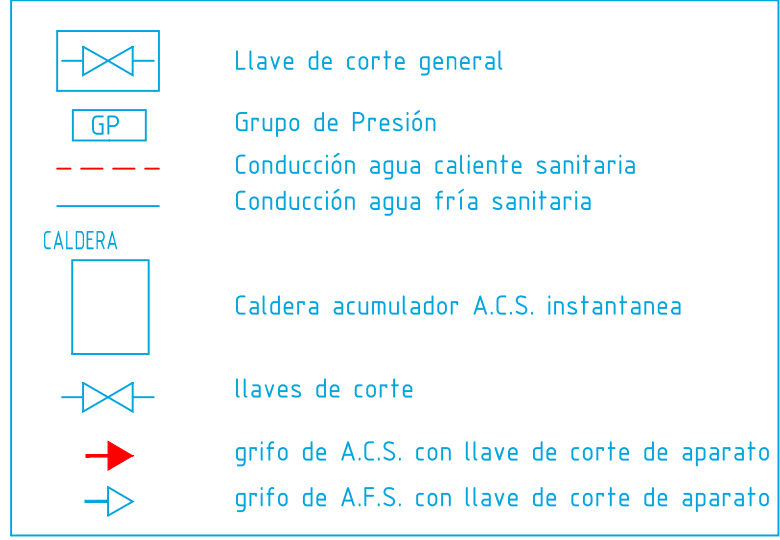 Llave de corte general
GP Grupo de Presión
Conducción agua caliente sanitaria
Conducción agua fría sanitaria
CALDERA
Caldera acumulador A.C.S. instantanea
llaves de corte
grifo de A.C.S. con llave de corte de aparato
grifo de A.F.S. con llave de corte de aparato